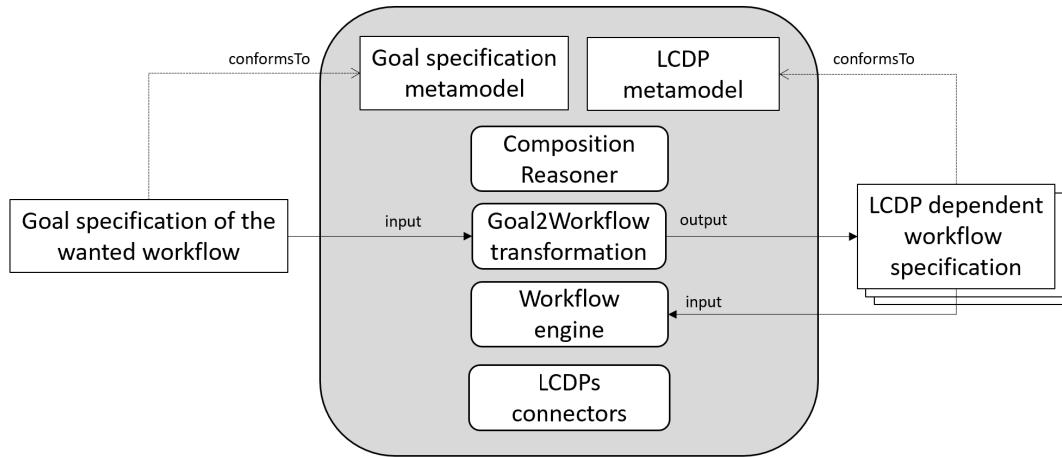 conformsTo
Goal specification
metamodel
LCDP
metamodel
conformsTo
Composition
Reasoner
Goal specification of the
wanted workflow
input
Goal2Workflow
transformation
output
LCDP dependent
workflow
specification
Workflow
engine
input
LCDPs
connectors